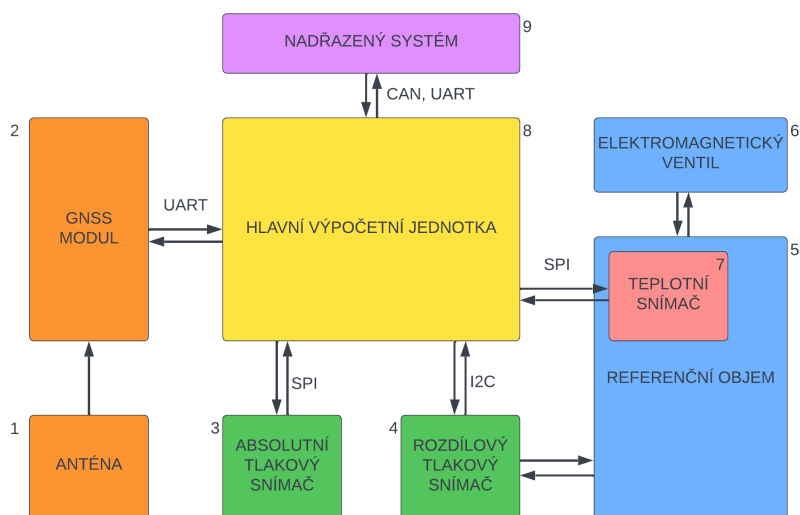 NADŘAZENÝ SYSTÉM
9
CAN, UART
2
GNSS
MODUL
UART
8
HLAVNÍ VÝPOČETNÍ JEDNOTKA
6
ELEKTROMAGNETICKÝ
VENTIL
5
SPI
7
TEPLOTNÍ
SNÍMAČ
REFERENČNÍ OBJEM
SPI
I2C
1
ANTÉNA
3
ABSOLUTNÍ
TLAKOVÝ
SNÍMAČ
4
ROZDÍLOVÝ
TLAKOVÝ
SNÍMAČ